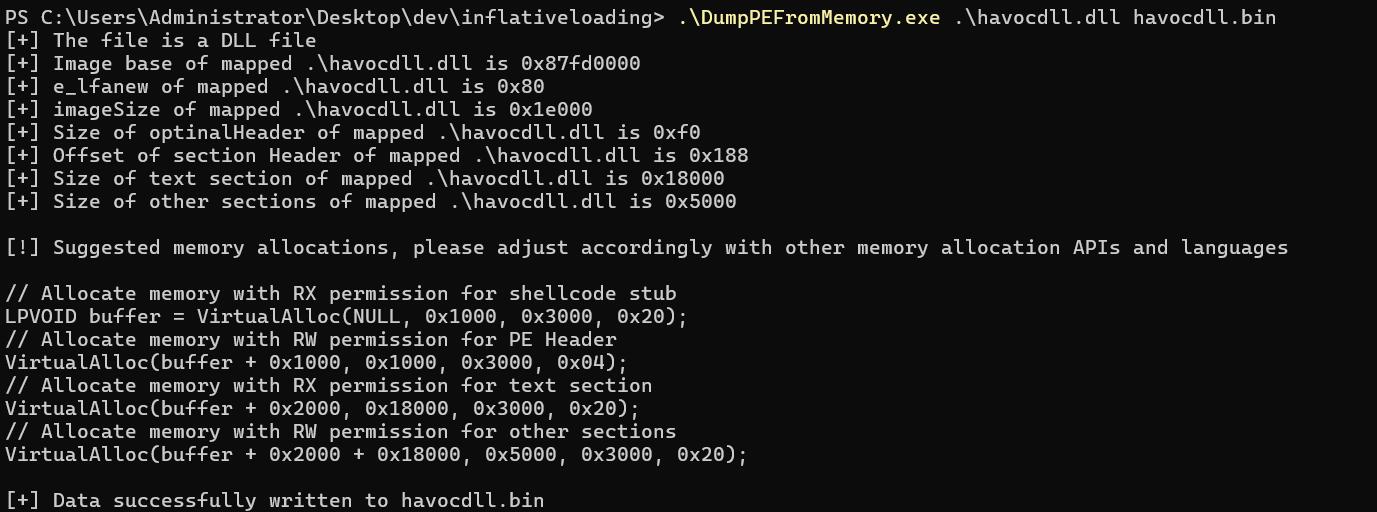 PS C:\Users\Administrator\Desktop\dev\inflativeloading> .\DumpPEFromMemory.exe .\havocdll.dll havocdll.bin
[+] The file is a DLL file
[+] Image base of mapped .\havocdll.dll is 0x87fd0000
[+] e_lfanew of mapped .\havocdll.dll is 0x80
[+] imageSize of mapped .\havocdll.dll is 0x1e000
[+] Size of optinalHeader of mapped .\havocdll.dll is 0xf0
[+] Offset of section Header of mapped .\havocdll.dll is 0x188
[+] Size of text section of mapped .\havocdll.dll is 0x18000
[+] Size of other sections of mapped .\havocdll.dll is 0x5000
[!] Suggested memory allocations, please adjust accordingly with other memory allocation APIs and languages
// Allocate memory with RX permission for shellcode stub
LPVOID buffer = VirtualAlloc(NULL, 0x1000, 0x3000, 0x20);
// Allocate memory with RW permission for PE Header
VirtualAlloc(buffer + 0x1000, 0x1000, 0x3000, 0x04);
// Allocate memory with RX permission for text section
VirtualAlloc(buffer + 0x2000, 0x18000, 0x3000, 0x20);
// Allocate memory with RW permission for other sections
VirtualAlloc(buffer + 0x2000 + 0x18000, 0x5000, 0x3000, 0x20);
[+] Data successfully written to havocdll.bin